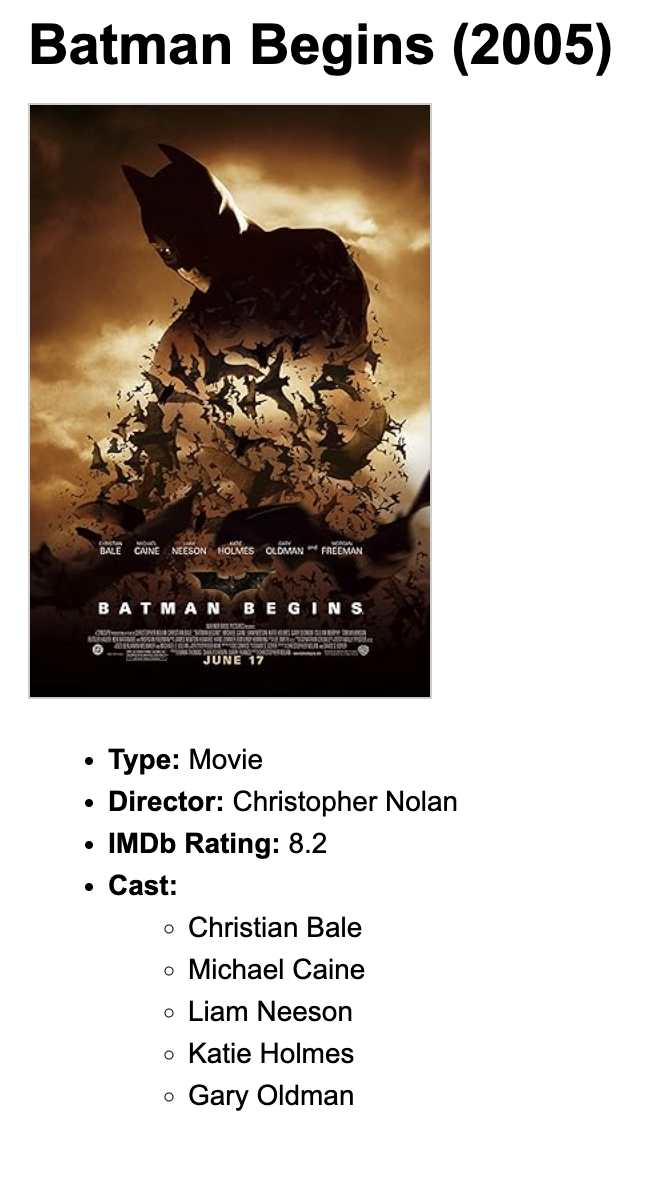 Batman Begins (2005)
CHRISTIAN MICHAEL LIAM KATIE GARY MORGAN
BALE CAINE NEESON HOLMES OLDMAN and FREEMAN
BATMAN BEGINS
JUNE 17
Type: Movie
Director: Christopher Nolan
IMDb Rating: 8.2
Cast:
Christian Bale
Michael Caine
Liam Neeson
Katie Holmes
Gary Oldman